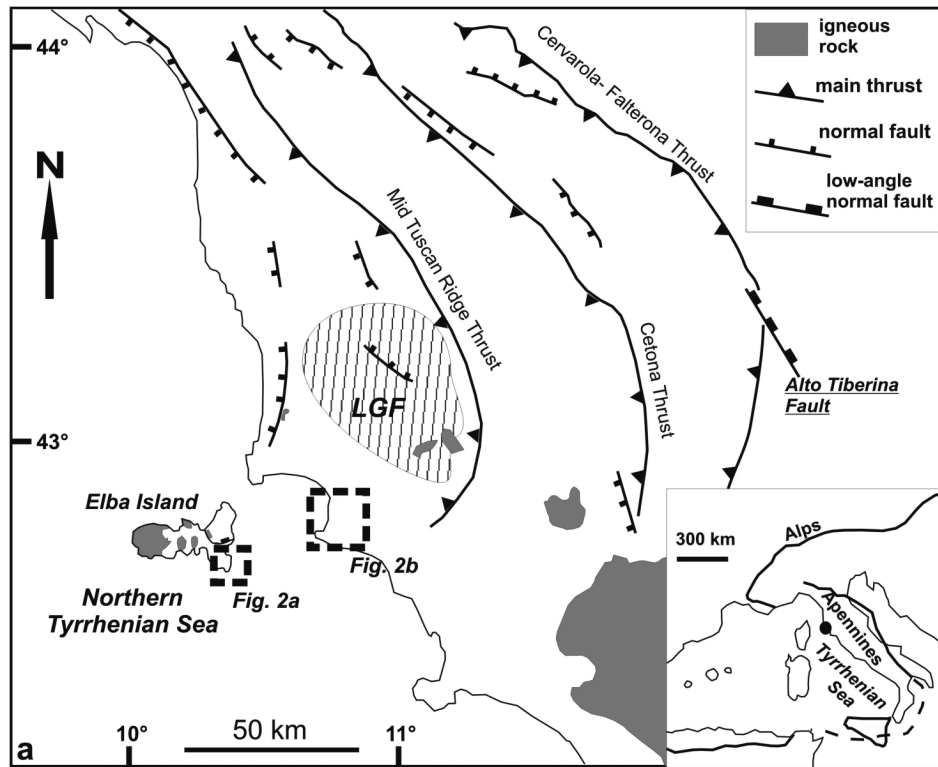 44°
igneous
rock
main thrust
normal fault
low-angle
normal fault
Cervarola- Falterona Thrust
N
Mid Tuscan Ridge Thrust
Cetona Thrust
LGF
Alto Tiberina
Fault
43°
Elba Island
Fig. 2b
Fig. 2a
Northern
Tyrrhenian Sea
300 km
Alps
Apennines
Tyrrhenian
Sea
10°
50 km
11°
a